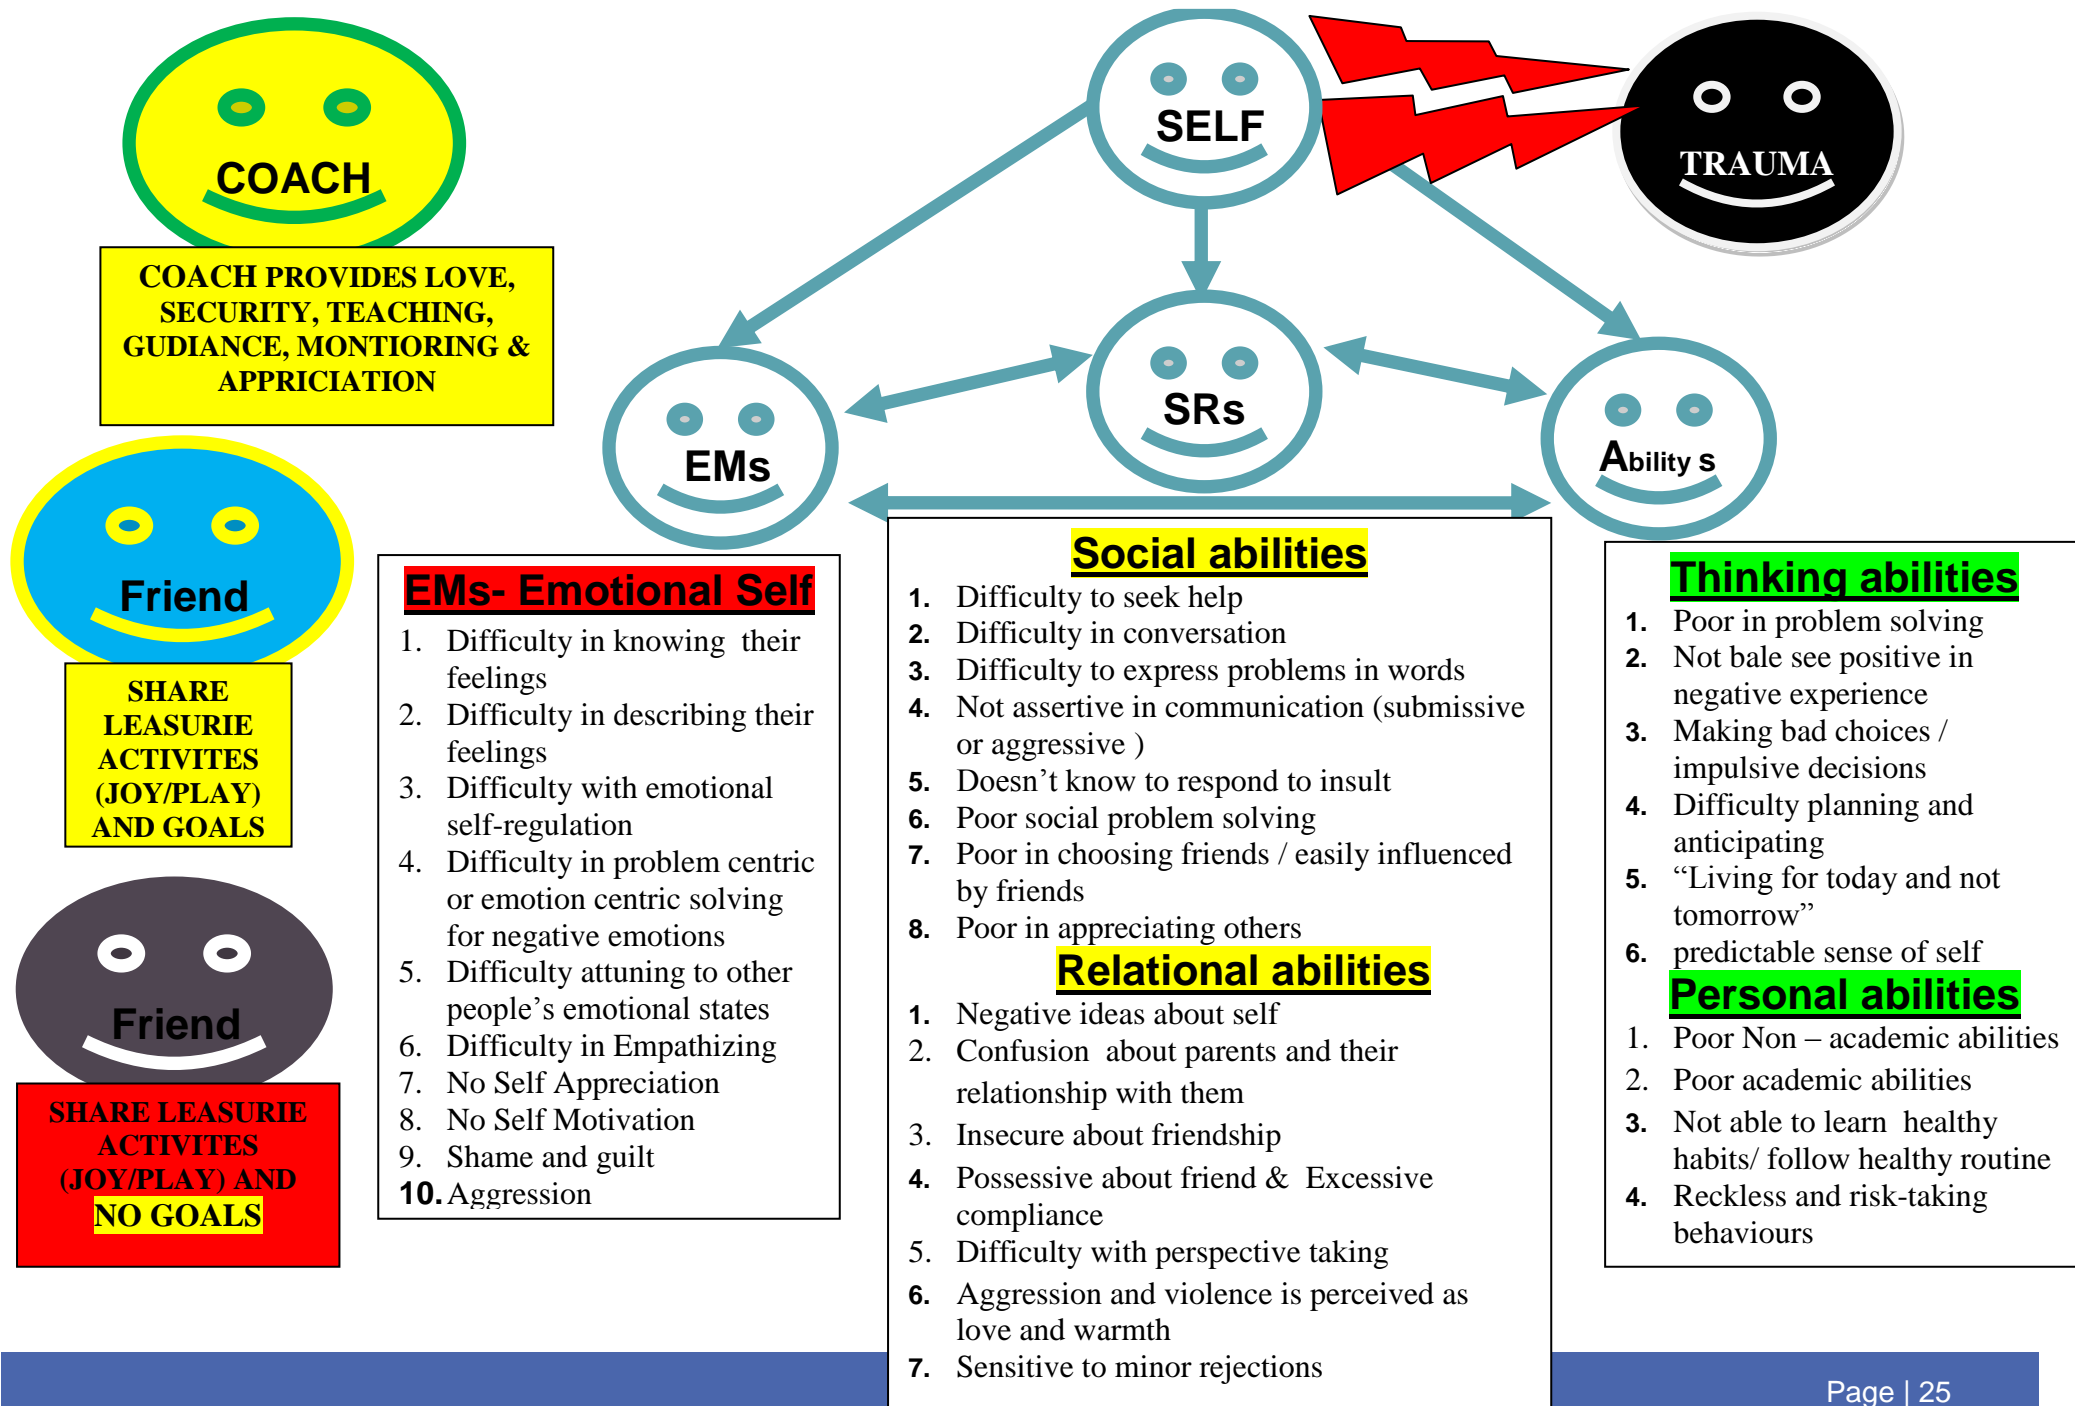 COACH
COACH PROVIDES LOVE,
SECURITY, TEACHING,
GUDIANCE, MONTIORING &
APPRICIATION
Friend
SHARE
LEASURIE
ACTIVITES
(JOY/PLAY)
AND GOALS
Friend
SHARE LEASURIE
ACTIVITES
(JOY/PLAY) AND
NO GOALS
SELF
TRAUMA
EMs
SRs
Ability s
EMs- Emotional Self
1. Difficulty in knowing their
feelings
2. Difficulty in describing their
feelings
3. Difficulty with emotional
self-regulation
4. Difficulty in problem centric
or emotion centric solving
for negative emotions
5. Difficulty attuning to other
people’s emotional states
6. Difficulty in Empathizing
7. No Self Appreciation
8. No Self Motivation
9. Shame and guilt
10. Aggression
Social abilities
1. Difficulty to seek help
2. Difficulty in conversation
3. Difficulty to express problems in words
4. Not assertive in communication (submissive
or aggressive )
5. Doesn’t know to respond to insult
6. Poor social problem solving
7. Poor in choosing friends / easily influenced
by friends
8. Poor in appreciating others
Relational abilities
1. Negative ideas about self
2. Confusion about parents and their
relationship with them
3. Insecure about friendship
4. Possessive about friend & Excessive
compliance
5. Difficulty with perspective taking
6. Aggression and violence is perceived as
love and warmth
7. Sensitive to minor rejections
Thinking abilities
1. Poor in problem solving
2. Not bale see positive in
negative experience
3. Making bad choices /
impulsive decisions
4. Difficulty planning and
anticipating
5. “Living for today and not
tomorrow”
6. predictable sense of self
Personal abilities
1. Poor Non – academic abilities
2. Poor academic abilities
3. Not able to learn healthy
habits/ follow healthy routine
4. Reckless and risk-taking
behaviours
Page | 25